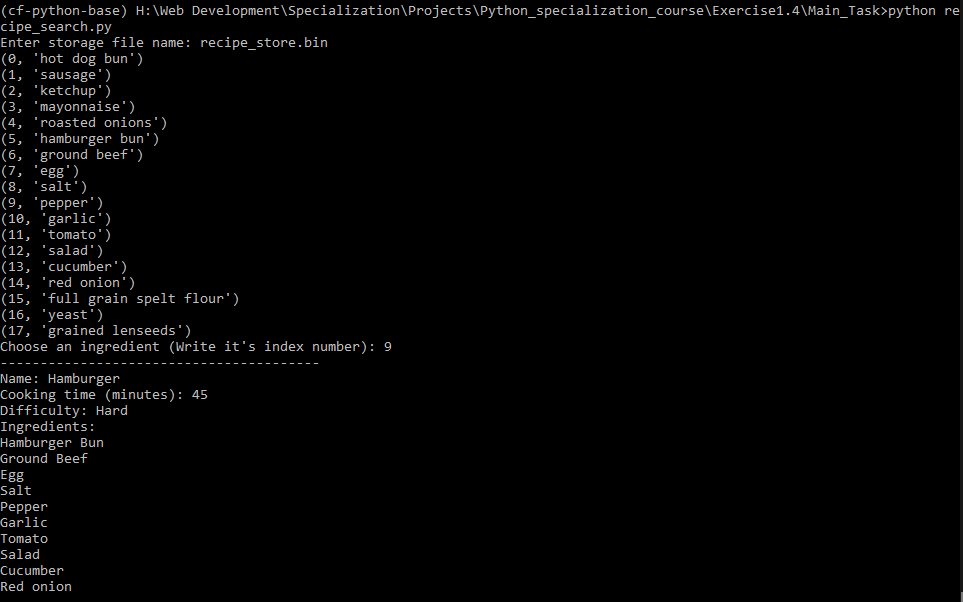 (cf-python-base) H:\Web Development\Specialization\Projects\Python_specialization_course\Exercise1.4\Main_Task>python re
cipe_search.py
Enter storage file name: recipe_store.bin
(0, 'hot dog bun')
(1, 'sausage')
(2, 'ketchup')
(3, 'mayonnaise')
(4, 'roasted onions')
(5, 'hamburger bun')
(6, 'ground beef')
(7, 'egg')
(8, 'salt')
(9, 'pepper')
(10, 'garlic')
(11, 'tomato')
(12, 'salad')
(13, 'cucumber')
(14, 'red onion')
(15, 'full grain spelt flour')
(16, 'yeast')
(17, 'grained lenseeds')
Choose an ingredient (Write it's index number): 9
----------------------------------------
Name: Hamburger
Cooking time (minutes): 45
Difficulty: Hard
Ingredients:
Hamburger Bun
Ground Beef
Egg
Salt
Pepper
Garlic
Tomato
Salad
Cucumber
Red onion